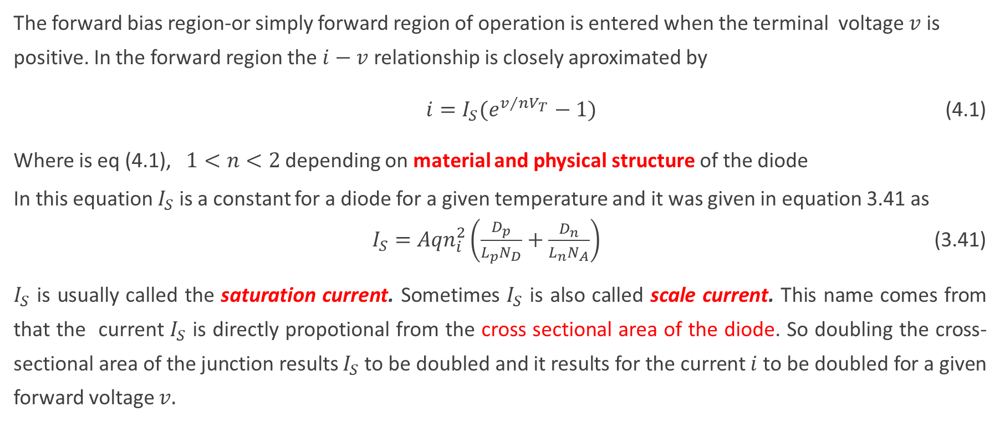 The forward bias region-or simply forward region of operation is entered when the terminal voltage v is
positive. In the forward region the i − v relationship is closely aproximated by
i = I_S(e^{v/nV_T} − 1) (4.1)
Where is eq (4.1), 1 < n < 2 depending on material and physical structure of the diode
In this equation I_S is a constant for a diode for a given temperature and it was given in equation 3.41 as
I_S = Aqn_i^2 (D_p/(L_pN_D) + D_n/(L_nN_A)) (3.41)
I_S is usually called the saturation current. Sometimes I_S is also called scale current. This name comes from
that the current I_S is directly propotional from the cross sectional area of the diode. So doubling the cross-
sectional area of the junction results I_S to be doubled and it results for the current i to be doubled for a given
forward voltage v.